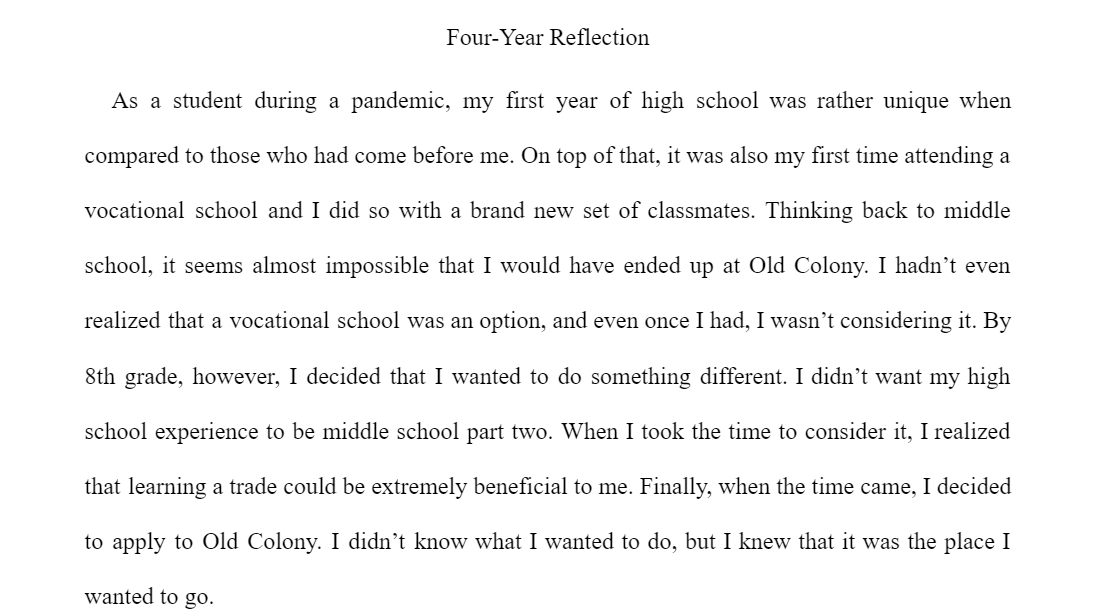 Four-Year Reflection
As a student during a pandemic, my first year of high school was rather unique when
compared to those who had come before me. On top of that, it was also my first time attending a
vocational school and I did so with a brand new set of classmates. Thinking back to middle
school, it seems almost impossible that I would have ended up at Old Colony. I hadn’t even
realized that a vocational school was an option, and even once I had, I wasn’t considering it. By
8th grade, however, I decided that I wanted to do something different. I didn’t want my high
school experience to be middle school part two. When I took the time to consider it, I realized
that learning a trade could be extremely beneficial to me. Finally, when the time came, I decided
to apply to Old Colony. I didn’t know what I wanted to do, but I knew that it was the place I
wanted to go.